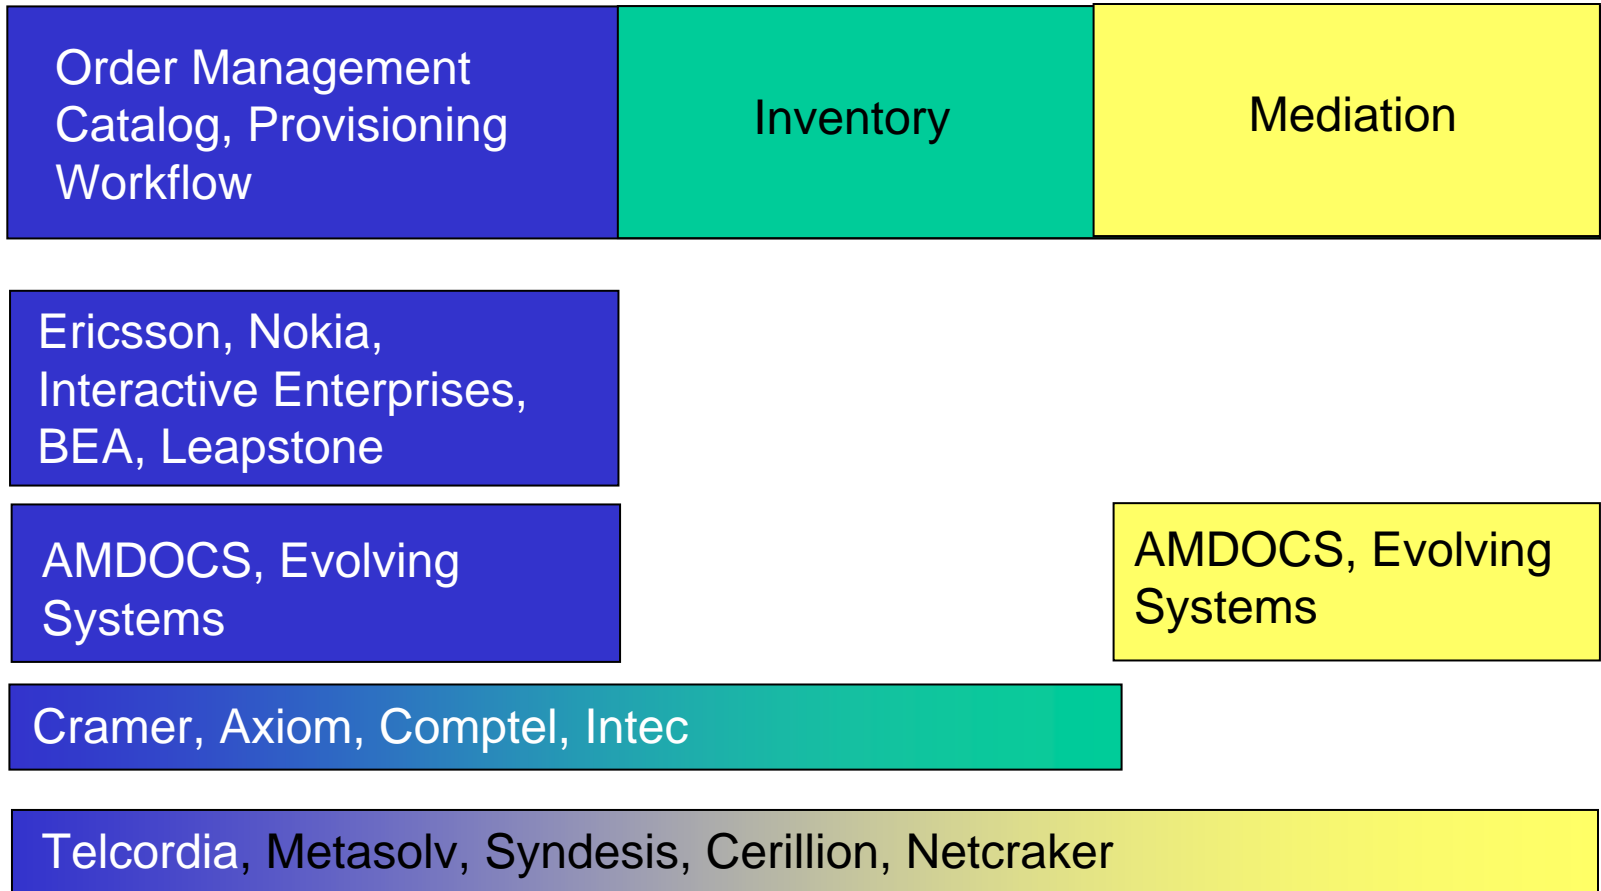 Order Management
Catalog, Provisioning
Workflow
Inventory
Mediation
Ericsson, Nokia,
Interactive Enterprises,
BEA, Leapstone
AMDOCS, Evolving
Systems
AMDOCS, Evolving
Systems
Cramer, Axiom, Comptel, Intec
Telcordia, Metasolv, Syndesis, Cerillion, Netcraker